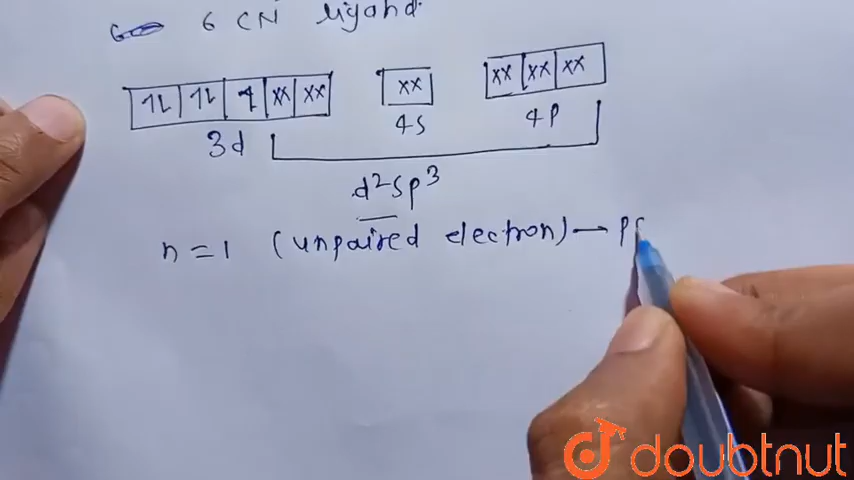 6 CN ligand.
1L 1L 1 xx xx xx xx xx xx
3d 4s 4p
d²sp³
n = 1 (unpaired electron) → p
doubtnut